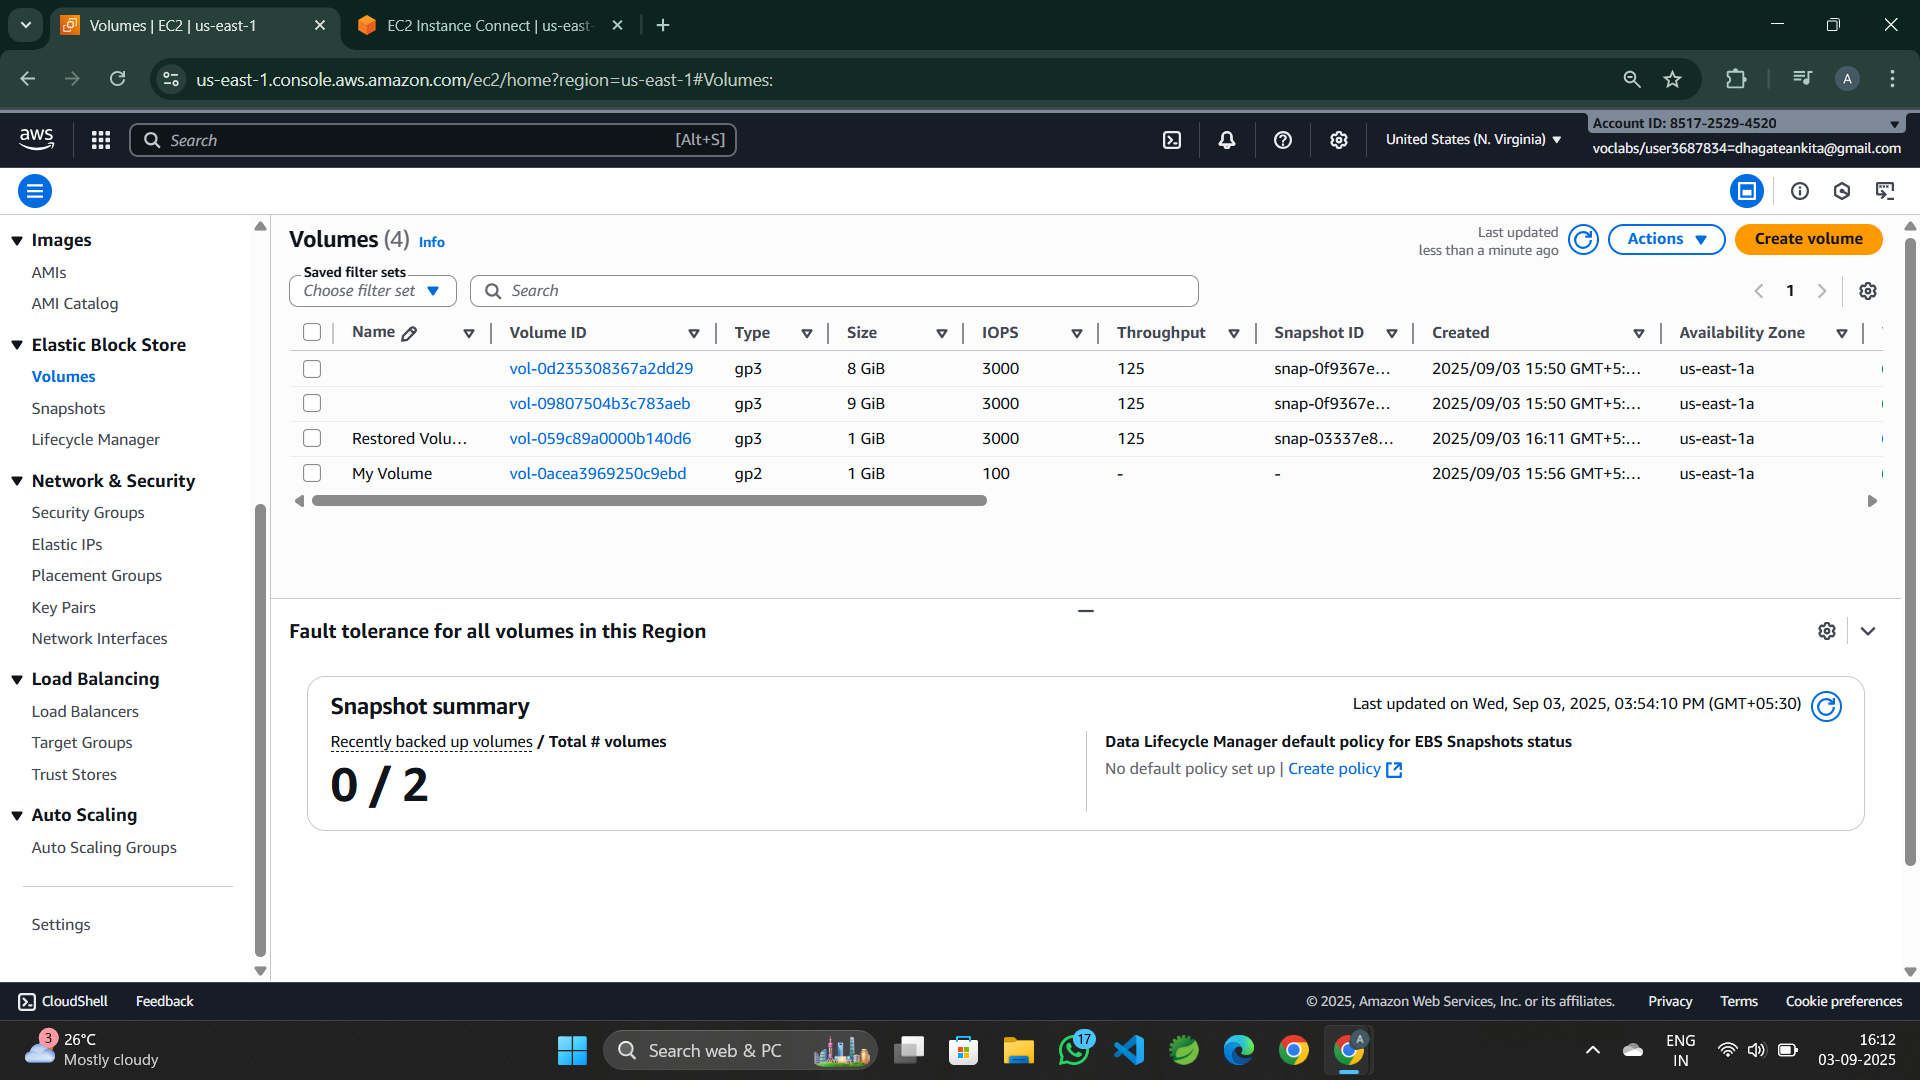 Volumes | EC2 | us-east-1
EC2 Instance Connect | us-east-
us-east-1.console.aws.amazon.com/ec2/home?region=us-east-1#Volumes:
A
aws
Search
[Alt+S]
United States (N. Virginia)
Account ID: 8517-2529-4520
voclabs/user3687834=dhagateankita@gmail.com
Images
AMIs
AMI Catalog
Elastic Block Store
Volumes
Snapshots
Lifecycle Manager
Network & Security
Security Groups
Elastic IPs
Placement Groups
Key Pairs
Network Interfaces
Load Balancing
Load Balancers
Target Groups
Trust Stores
Auto Scaling
Auto Scaling Groups
Settings
Volumes (4) Info
Last updated
less than a minute ago
Actions
Create volume
Saved filter sets
Choose filter set
Search
1
Name Volume ID Type Size IOPS Throughput Snapshot ID Created Availability Zone
vol-0d235308367a2dd29 gp3 8 GiB 3000 125 snap-0f9367e... 2025/09/03 15:50 GMT+5:... us-east-1a
vol-09807504b3c783aeb gp3 9 GiB 3000 125 snap-0f9367e... 2025/09/03 15:50 GMT+5:... us-east-1a
Restored Volu... vol-059c89a0000b140d6 gp3 1 GiB 3000 125 snap-03337e8... 2025/09/03 16:11 GMT+5:... us-east-1a
My Volume vol-0acea3969250c9ebd gp2 1 GiB 100 - - 2025/09/03 15:56 GMT+5:... us-east-1a
Fault tolerance for all volumes in this Region
Snapshot summary
Last updated on Wed, Sep 03, 2025, 03:54:10 PM (GMT+05:30)
Recently backed up volumes / Total # volumes
0 / 2
Data Lifecycle Manager default policy for EBS Snapshots status
No default policy set up | Create policy
CloudShell
Feedback
© 2025, Amazon Web Services, Inc. or its affiliates.
Privacy
Terms
Cookie preferences
3
26°C
Mostly cloudy
Search web & PC
17
A
ENG
IN
16:12
03-09-2025